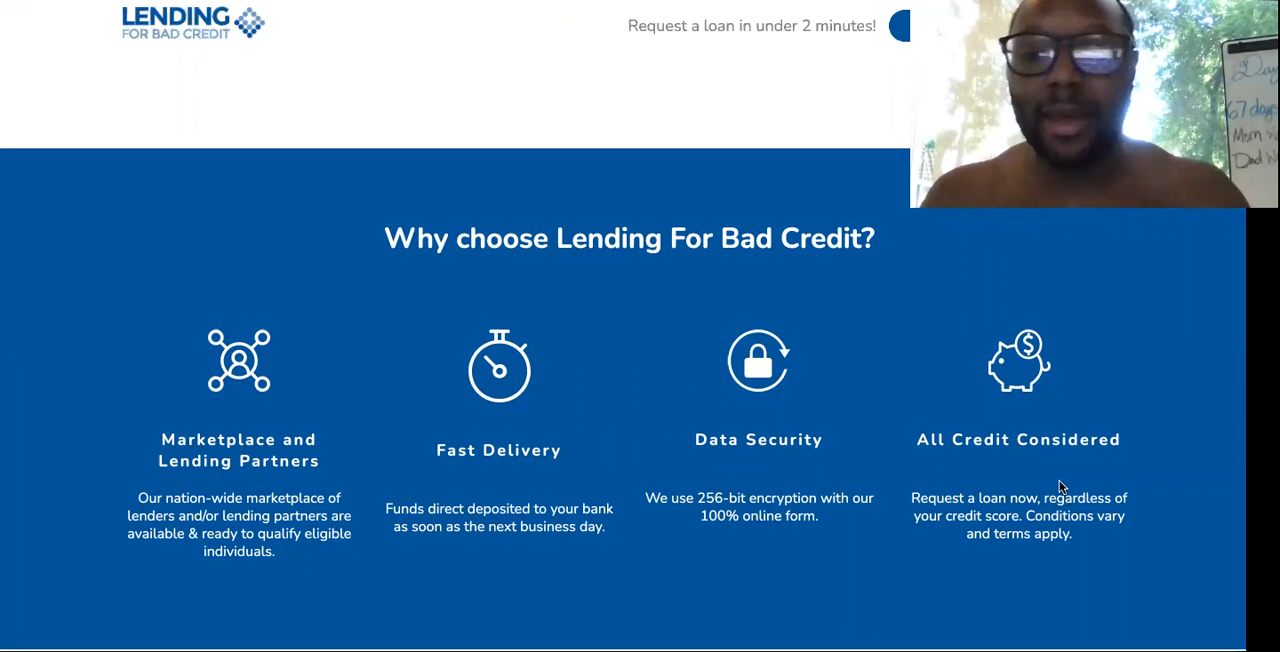 LENDING
FOR BAD CREDIT
Request a loan in under 2 minutes!
67 days
Mom
Dad
Why choose Lending For Bad Credit?
Marketplace and
Lending Partners
Our nation-wide marketplace of
lenders and/or lending partners are
available & ready to qualify eligible
individuals.
Fast Delivery
Funds direct deposited to your bank
as soon as the next business day.
Data Security
We use 256-bit encryption with our
100% online form.
All Credit Considered
Request a loan now, regardless of
your credit score. Conditions vary
and terms apply.